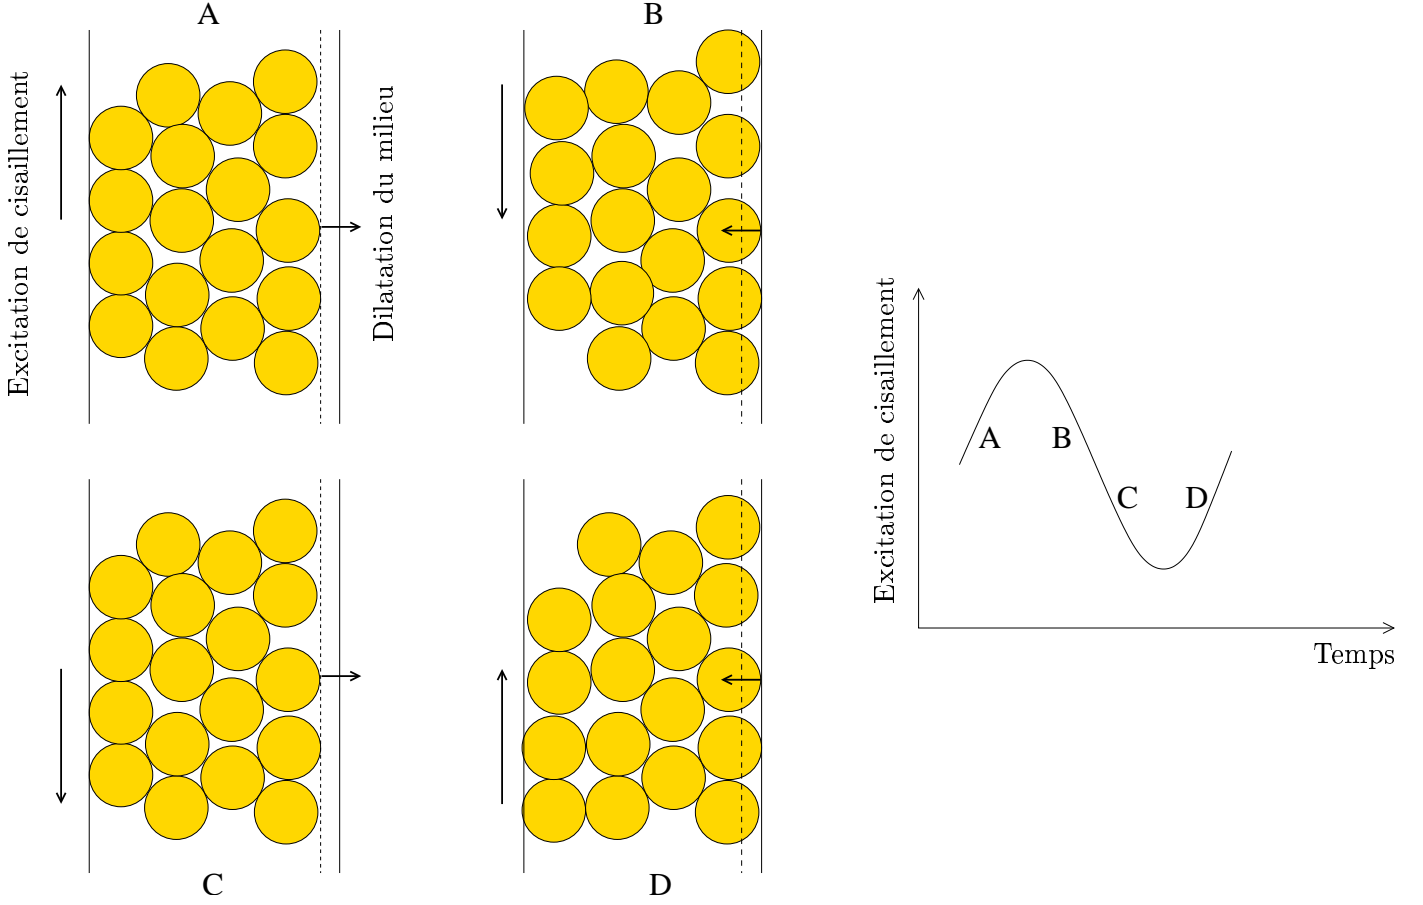 A
B
Excitation de cisaillement
Dilatation du milieu
C
D
Excitation de cisaillement
A
B
C
D
Temps